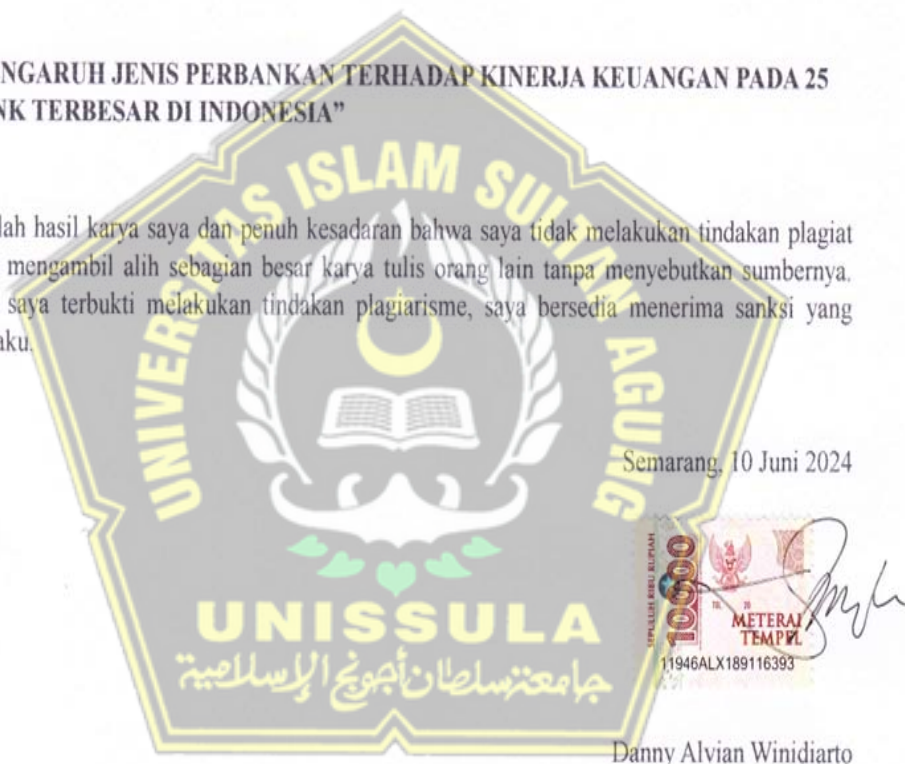 NGARUH JENIS PERBANKAN TERHADAP KINERJA KEUANGAN PADA 25
NK TERBESAR DI INDONESIA”
lah hasil karya saya dan penuh kesadaran bahwa saya tidak melakukan tindakan plagiat
mengambil alih sebagian besar karya tulis orang lain tanpa menyebutkan sumbernya.
saya terbukti melakukan tindakan plagiarisme, saya bersedia menerima sanksi yang
aku.
UNIVERSITAS ISLAM SULTAN AGUNG
Semarang, 10 Juni 2024
SEPULUH RIBU RUPIAH
10000
TGL 20
METERAI
TEMPEL
11946ALX189116393
UNISSULA
جامعة سلطان أجونج الإسلامية
Danny Alvian Winidiarto